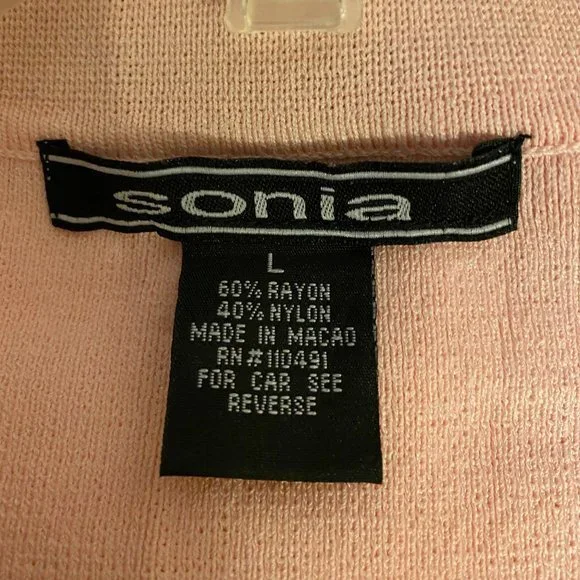 sonia
L
60% RAYON
40% NYLON
MADE IN MACAO
RN#110491
FOR CAR SEE
REVERSE